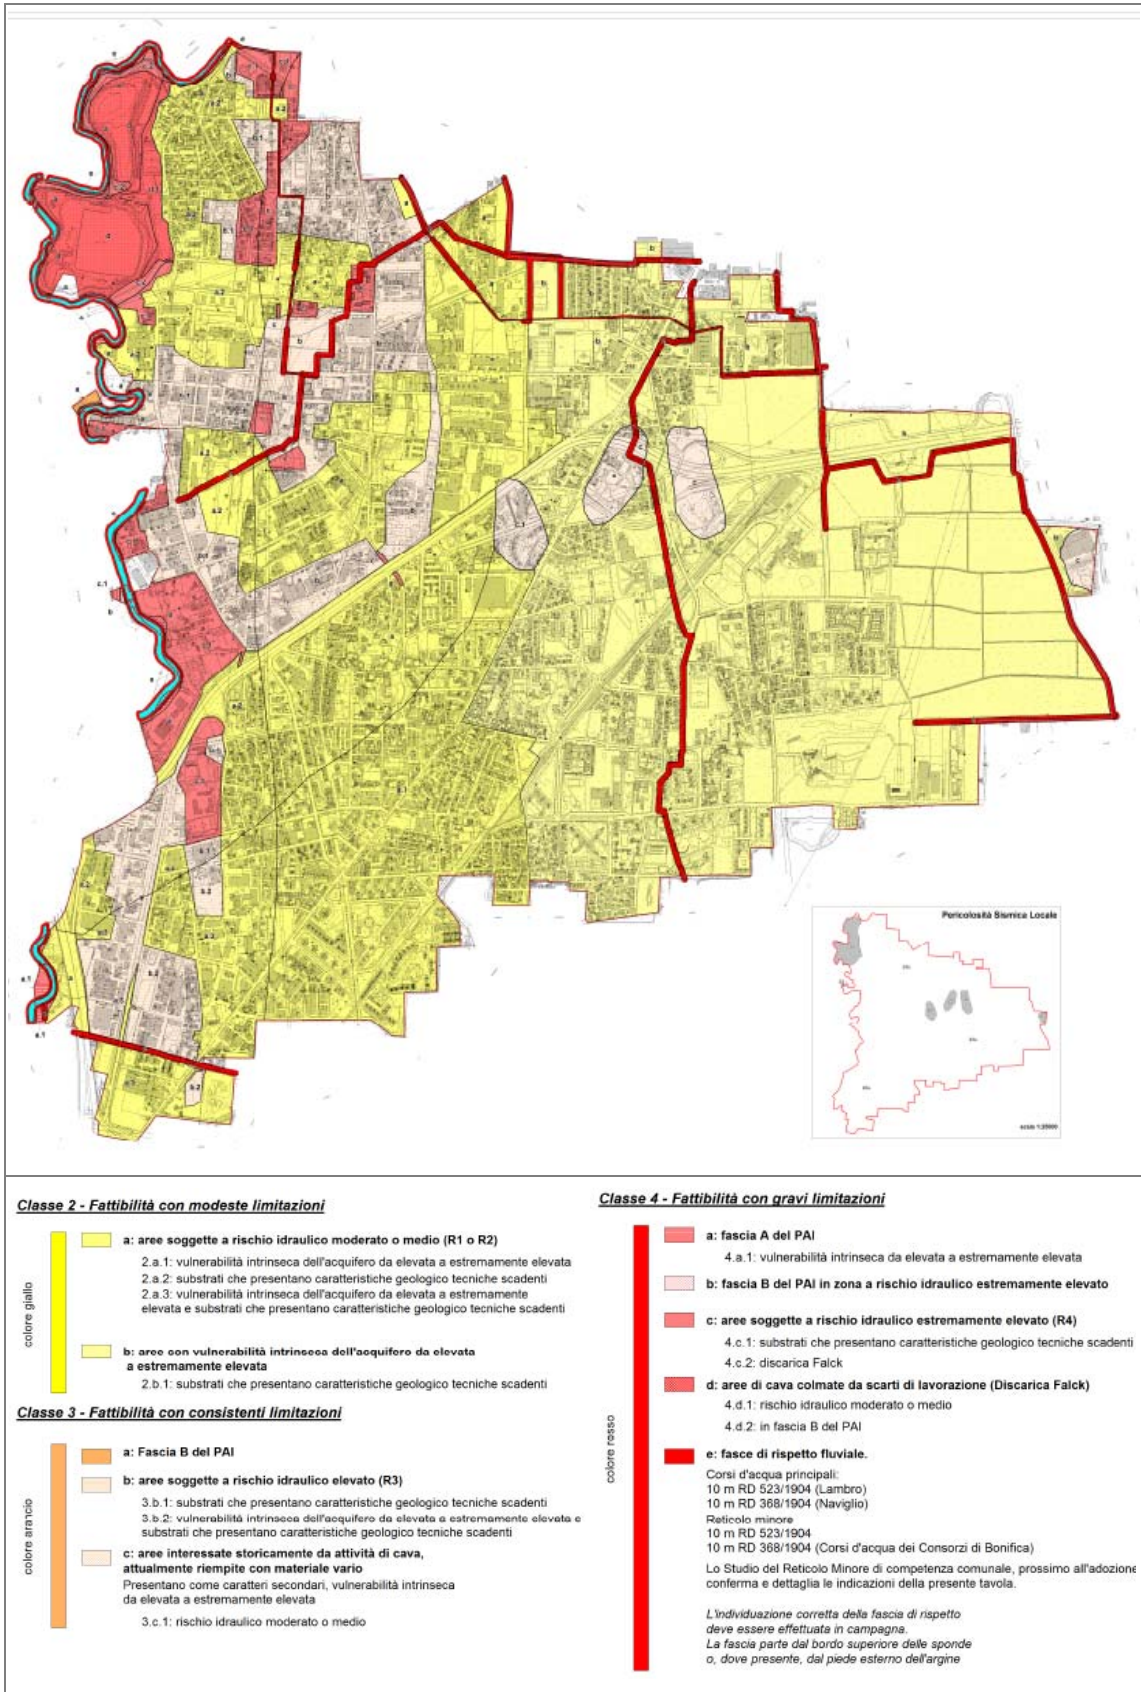 Pericolosità Sismica Locale
scala 1:25000
Classe 2 - Fattibilità con modeste limitazioni
colore giallo
a: aree soggette a rischio idraulico moderato o medio (R1 o R2)
2.a.1: vulnerabilità intrinseca dell'acquifero da elevata a estremamente elevata
2.a.2: substrati che presentano caratteristiche geologico tecniche scadenti
2.a.3: vulnerabilità intrinseca dell'acquifero da elevata a estremamente
elevata e substrati che presentano caratteristiche geologico tecniche scadenti
b: aree con vulnerabilità intrinseca dell'acquifero da elevata
a estremamente elevata
2.b.1: substrati che presentano caratteristiche geologico tecniche scadenti
Classe 3 - Fattibilità con consistenti limitazioni
colore arancio
a: Fascia B del PAI
b: aree soggette a rischio idraulico elevato (R3)
3.b.1: substrati che presentano caratteristiche geologico tecniche scadenti
3.b.2: vulnerabilità intrinseca dell'acquifero da elevata a estremamente elevata e
substrati che presentano caratteristiche geologico tecniche scadenti
c: aree interessate storicamente da attività di cava,
attualmente riempite con materiale vario
Presentano come caratteri secondari, vulnerabilità intrinseca
da elevata a estremamente elevata
3.c.1: rischio idraulico moderato o medio
Classe 4 - Fattibilità con gravi limitazioni
colore rosso
a: fascia A del PAI
4.a.1: vulnerabilità intrinseca da elevata a estremamente elevata
b: fascia B del PAI in zona a rischio idraulico estremamente elevato
c: aree soggette a rischio idraulico estremamente elevato (R4)
4.c.1: substrati che presentano caratteristiche geologico tecniche scadenti
4.c.2: discarica Falck
d: aree di cava colmate da scarti di lavorazione (Discarica Falck)
4.d.1: rischio idraulico moderato o medio
4.d.2: in fascia B del PAI
e: fasce di rispetto fluviale.
Corsi d'acqua principali:
10 m RD 523/1904 (Lambro)
10 m RD 368/1904 (Naviglio)
Reticolo minore
10 m RD 523/1904
10 m RD 368/1904 (Corsi d'acqua dei Consorzi di Bonifica)
Lo Studio del Reticolo Minore di competenza comunale, prossimo all'adozione
conferma e dettaglia le indicazioni della presente tavola.
L'individuazione corretta della fascia di rispetto
deve essere effettuata in campagna.
La fascia parte dal bordo superiore delle sponde
o, dove presente, dal piede esterno dell'argine